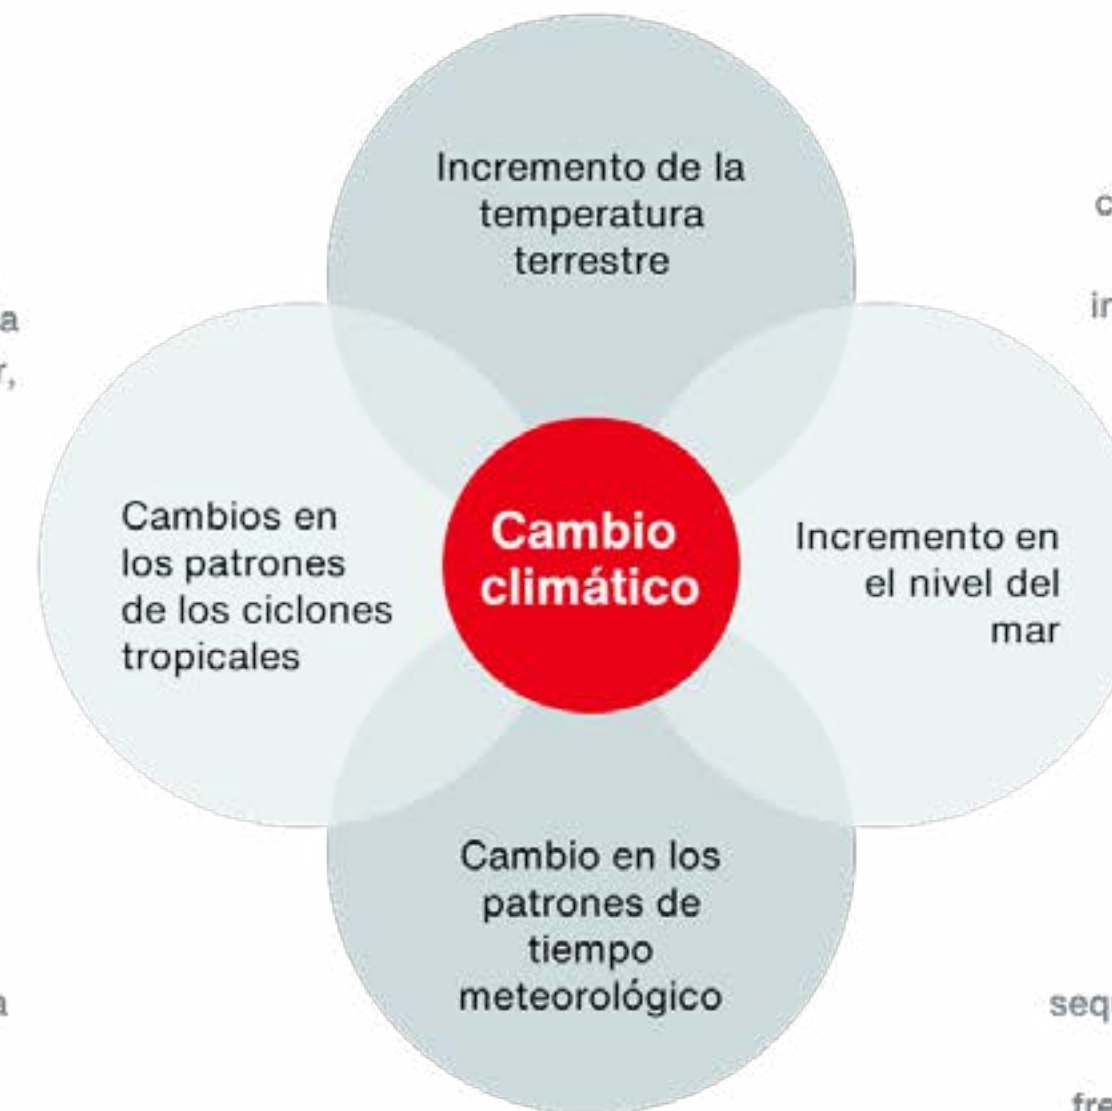 Incremento de la
temperatura
terrestre
Cambios en
los patrones
de los ciclones
tropicales
Cambio
climático
Incremento en
el nivel del
mar
Cambio en los
patrones de
tiempo
meteorológico